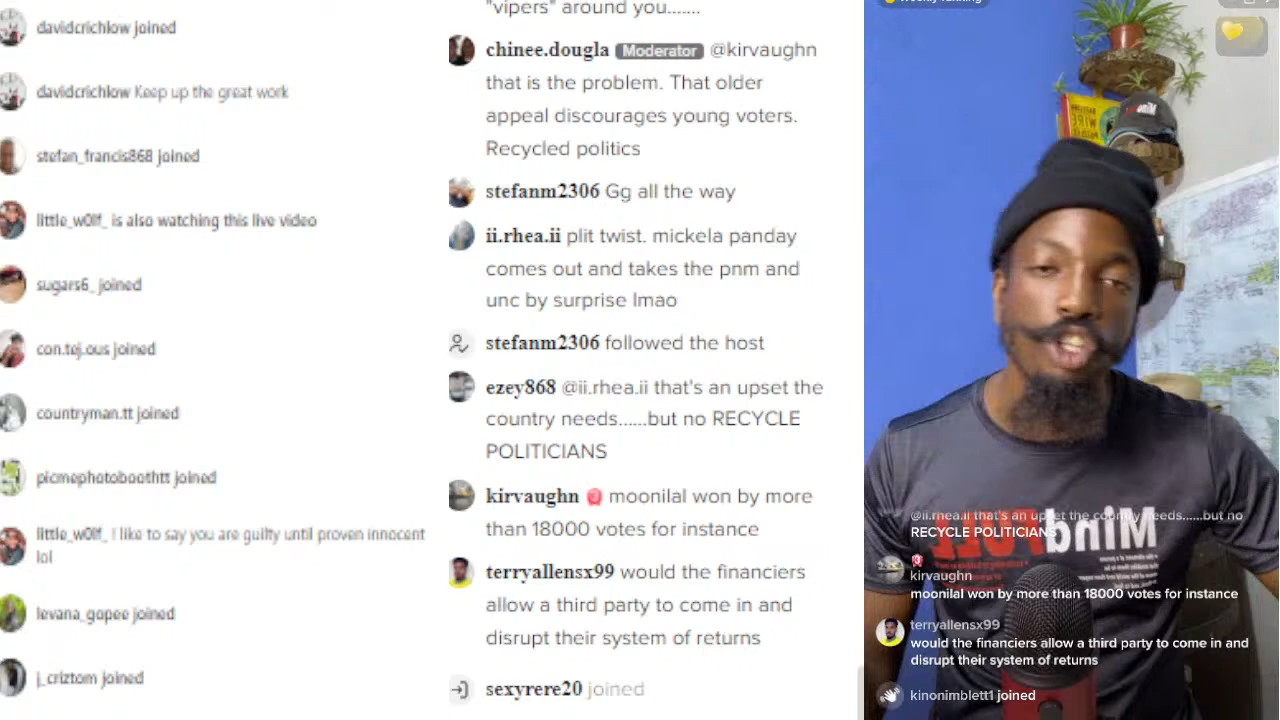 davidcrichlow joined
davidcrichlow Keep up the great work
stefan_francis868 joined
little_w0lf_ is also watching this live video
sugars6_ joined
con.tej.ous joined
countryman.tt joined
picmephotoboothtt joined
little_w0lf_ I like to say you are guilty until proven innocent
lol
levana_gopee joined
j_criztom joined
"vipers" around you.......
chinee.dougla Moderator @kirvaughn
that is the problem. That older
appeal discourages young voters.
Recycled politics
stefanm2306 Gg all the way
ii.rhea.ii plit twist. mickela panday
comes out and takes the pnm and
unc by surprise lmao
stefanm2306 followed the host
ezey868 @ii.rhea.ii that's an upset the
country needs......but no RECYCLE
POLITICIANS
kirvaughn moonilal won by more
than 18000 votes for instance
terryallensx99 would the financiers
allow a third party to come in and
disrupt their system of returns
sexyrere20 joined
MindFULL
@ii.rhea.ii that's an upset the country needs......but no
RECYCLE POLITICIANS
kirvaughn
moonilal won by more than 18000 votes for instance
terryallensx99
would the financiers allow a third party to come in and
disrupt their system of returns
kinonimblett1 joined